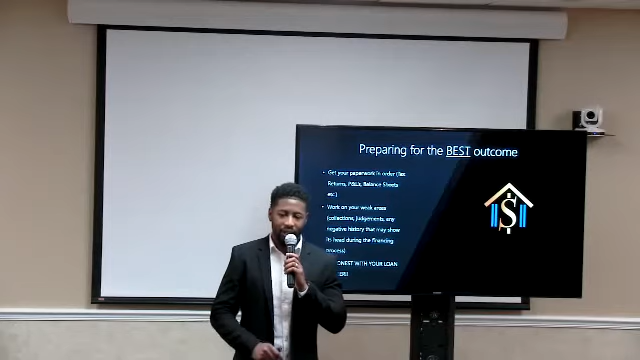 Preparing for the BEST outcome
• Get your paperwork in order (Tax
Returns, P&L's, Balance Sheets
etc)
• Work on your weak areas
(collections, judgements, any
negative history that may show
its head during the financing
process)
ONEST WITH YOUR LOAN
$